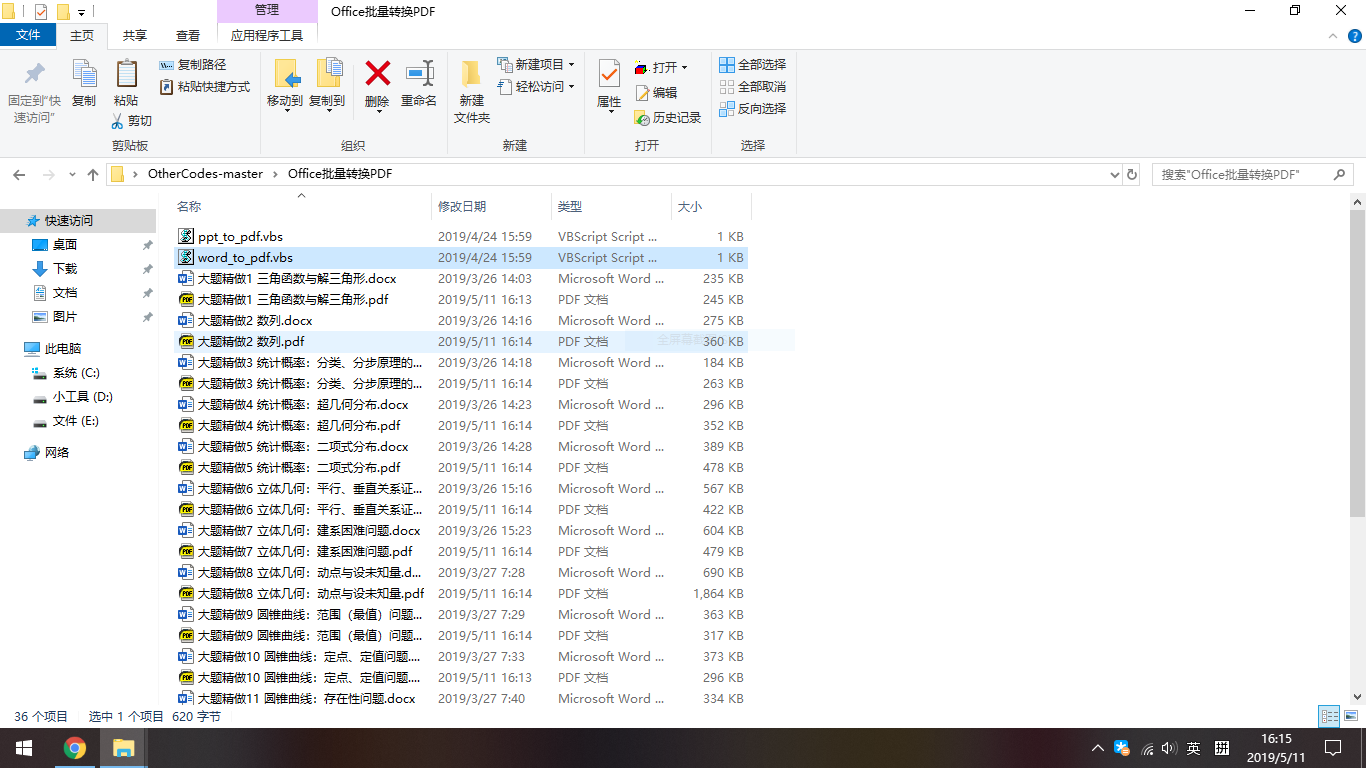 管理
Office批量转换PDF
文件
主页
共享
查看
应用程序工具
固定到"快速访问"
复制
粘贴
复制路径
粘贴快捷方式
剪切
剪贴板
移动到
复制到
删除
重命名
组织
新建文件夹
新建项目
轻松访问
新建
属性
打开
编辑
历史记录
打开
全部选择
全部取消
反向选择
选择
OtherCodes-master
Office批量转换PDF
搜索"Office批量转换PDF"
快速访问
桌面
下载
文档
图片
此电脑
系统 (C:)
小工具 (D:)
文件 (E:)
网络
名称 修改日期 类型 大小
ppt_to_pdf.vbs 2019/4/24 15:59 VBScript Script ... 1 KB
word_to_pdf.vbs 2019/4/24 15:59 VBScript Script ... 1 KB
大题精做1 三角函数与解三角形.docx 2019/3/26 14:03 Microsoft Word ... 235 KB
大题精做1 三角函数与解三角形.pdf 2019/5/11 16:13 PDF 文档 245 KB
大题精做2 数列.docx 2019/3/26 14:16 Microsoft Word ... 275 KB
大题精做2 数列.pdf 2019/5/11 16:14 PDF 文档 360 KB
大题精做3 统计概率：分类、分步原理的... 2019/3/26 14:18 Microsoft Word ... 184 KB
大题精做3 统计概率：分类、分步原理的... 2019/5/11 16:14 PDF 文档 263 KB
大题精做4 统计概率：超几何分布.docx 2019/3/26 14:23 Microsoft Word ... 296 KB
大题精做4 统计概率：超几何分布.pdf 2019/5/11 16:14 PDF 文档 352 KB
大题精做5 统计概率：二项式分布.docx 2019/3/26 14:28 Microsoft Word ... 389 KB
大题精做5 统计概率：二项式分布.pdf 2019/5/11 16:14 PDF 文档 478 KB
大题精做6 立体几何：平行、垂直关系证... 2019/3/26 15:16 Microsoft Word ... 567 KB
大题精做6 立体几何：平行、垂直关系证... 2019/5/11 16:14 PDF 文档 422 KB
大题精做7 立体几何：建系困难问题.docx 2019/3/26 15:23 Microsoft Word ... 604 KB
大题精做7 立体几何：建系困难问题.pdf 2019/5/11 16:14 PDF 文档 479 KB
大题精做8 立体几何：动点与设未知量.d... 2019/3/27 7:28 Microsoft Word ... 690 KB
大题精做8 立体几何：动点与设未知量.pdf 2019/5/11 16:14 PDF 文档 1,864 KB
大题精做9 圆锥曲线：范围（最值）问题... 2019/3/27 7:29 Microsoft Word ... 363 KB
大题精做9 圆锥曲线：范围（最值）问题... 2019/5/11 16:14 PDF 文档 317 KB
大题精做10 圆锥曲线：定点、定值问题.... 2019/3/27 7:33 Microsoft Word ... 373 KB
大题精做10 圆锥曲线：定点、定值问题.... 2019/5/11 16:13 PDF 文档 296 KB
大题精做11 圆锥曲线：存在性问题.docx 2019/3/27 7:40 Microsoft Word ... 334 KB
36 个项目 选中 1 个项目 620 字节
英
拼
16:15
2019/5/11